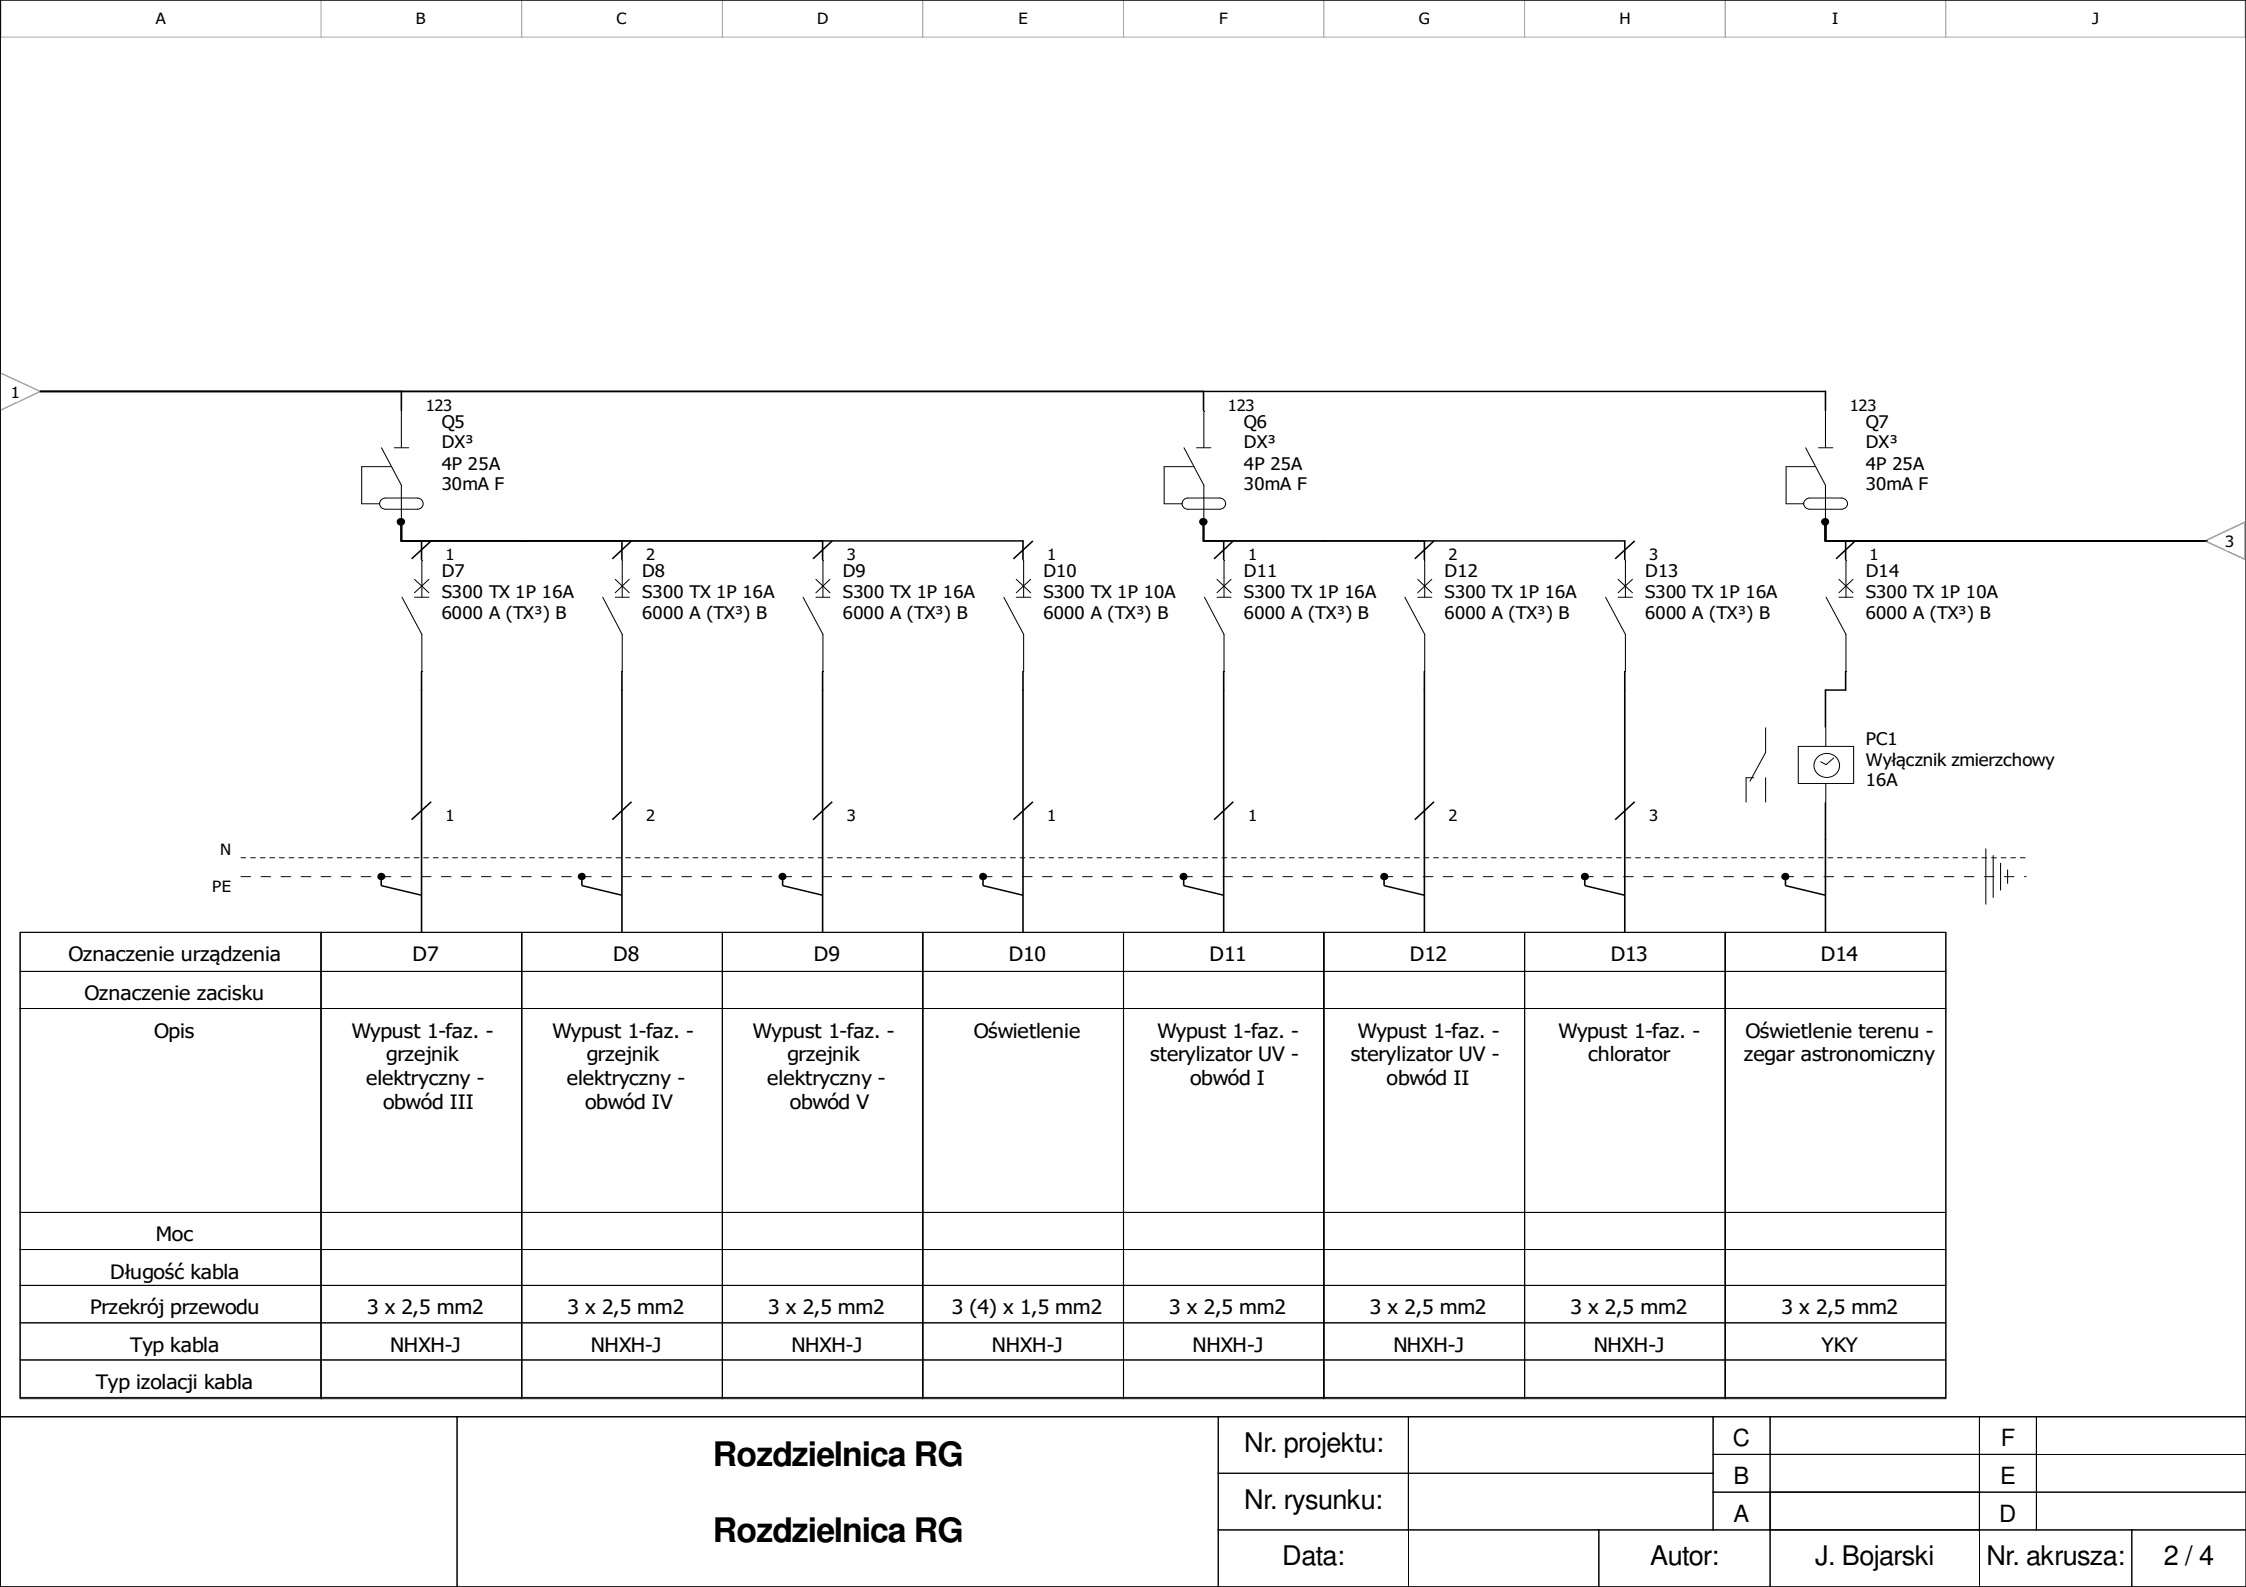 A B C D E F G H I J
1
123 123 123
Q5 Q6 Q7
DX³ DX³ DX³
4P 25A 4P 25A 4P 25A
30mA F 30mA F 30mA F
3
1 2 3 1 1 2 3 1
D7 D8 D9 D10 D11 D12 D13 D14
S300 TX 1P 16A S300 TX 1P 16A S300 TX 1P 16A S300 TX 1P 10A S300 TX 1P 16A S300 TX 1P 16A S300 TX 1P 16A S300 TX 1P 10A
6000 A (TX³) B 6000 A (TX³) B 6000 A (TX³) B 6000 A (TX³) B 6000 A (TX³) B 6000 A (TX³) B 6000 A (TX³) B 6000 A (TX³) B
PC1
Wyłącznik zmierzchowy
16A
1 2 3 1 1 2 3
N
PE
Oznaczenie urządzenia D7 D8 D9 D10 D11 D12 D13 D14
Oznaczenie zacisku
Opis Wypust 1-faz. - Wypust 1-faz. - Wypust 1-faz. - Oświetlenie Wypust 1-faz. - Wypust 1-faz. - Wypust 1-faz. - Oświetlenie terenu -
grzejnik grzejnik grzejnik sterylizator UV - sterylizator UV - chlorator zegar astronomiczny
elektryczny - elektryczny - elektryczny - obwód I obwód II
obwód III obwód IV obwód V
Moc
Długość kabla
Przekrój przewodu 3 x 2,5 mm2 3 x 2,5 mm2 3 x 2,5 mm2 3 (4) x 1,5 mm2 3 x 2,5 mm2 3 x 2,5 mm2 3 x 2,5 mm2 3 x 2,5 mm2
Typ kabla NHXH-J NHXH-J NHXH-J NHXH-J NHXH-J NHXH-J NHXH-J YKY
Typ izolacji kabla
Rozdzielnica RG
Rozdzielnica RG
Nr. projektu: C F
B E
Nr. rysunku:
A D
Data: Autor: J. Bojarski Nr. akrusza: 2 / 4